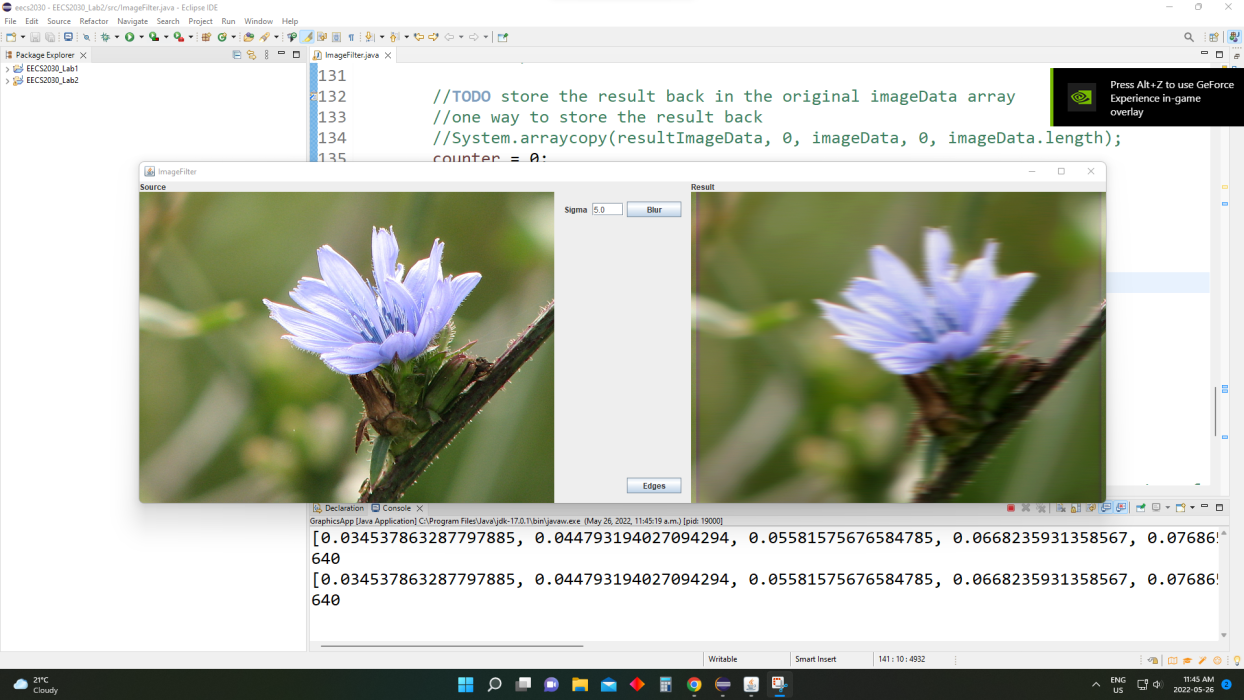 eecs2030 - EECS2030_Lab2/src/ImageFilter.java - Eclipse IDE
File Edit Source Refactor Navigate Search Project Run Window Help
Package Explorer
ImageFilter.java
EECS2030_Lab1
EECS2030_Lab2
131
132 //TODO store the result back in the original imageData array
133 //one way to store the result back
134 //System.arraycopy(resultImageData, 0, imageData, 0, imageData.length);
135 counter = 0;
Press Alt+Z to use GeForce
Experience in-game
overlay
ImageFilter
Source
Result
Sigma 5.0 Blur
Edges
Declaration Console
GraphicsApp [Java Application] C:\Program Files\Java\jdk-17.0.1\bin\javaw.exe (May 26, 2022, 11:45:19 a.m.) [pid: 19000]
[0.034537863287797885, 0.044793194027094294, 0.05581575676584785, 0.0668235931358567, 0.07686
640
[0.034537863287797885, 0.044793194027094294, 0.05581575676584785, 0.0668235931358567, 0.07686
640
Writable Smart Insert 141 : 10 : 4932
21°C
Cloudy
ENG
US
11:45 AM
2022-05-26
2